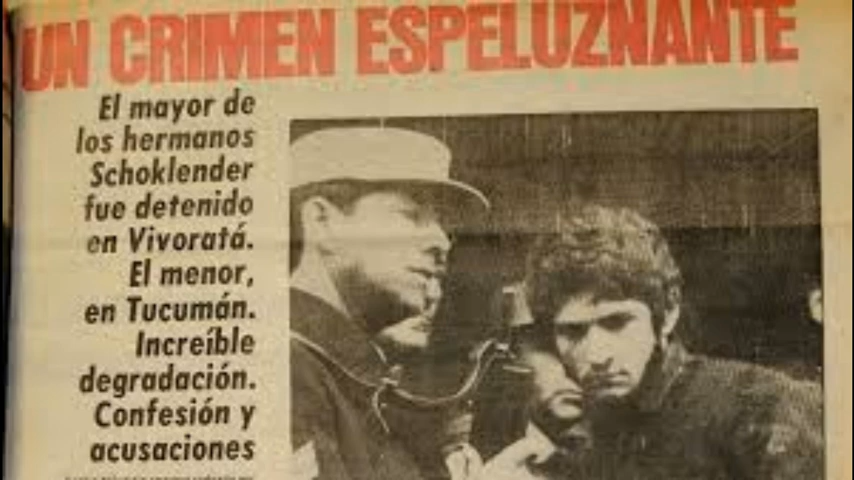 UN CRIMEN ESPELUZNANTE
El mayor de
los hermanos
Schoklender
fue detenido
en Vivoratá.
El menor,
en Tucumán.
Increíble
degradación.
Confesión y
acusaciones